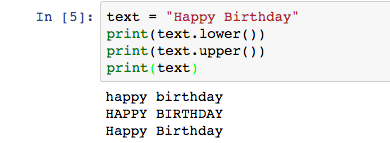 In [5]: text = "Happy Birthday"
print(text.lower())
print(text.upper())
print(text)
happy birthday
HAPPY BIRTHDAY
Happy Birthday